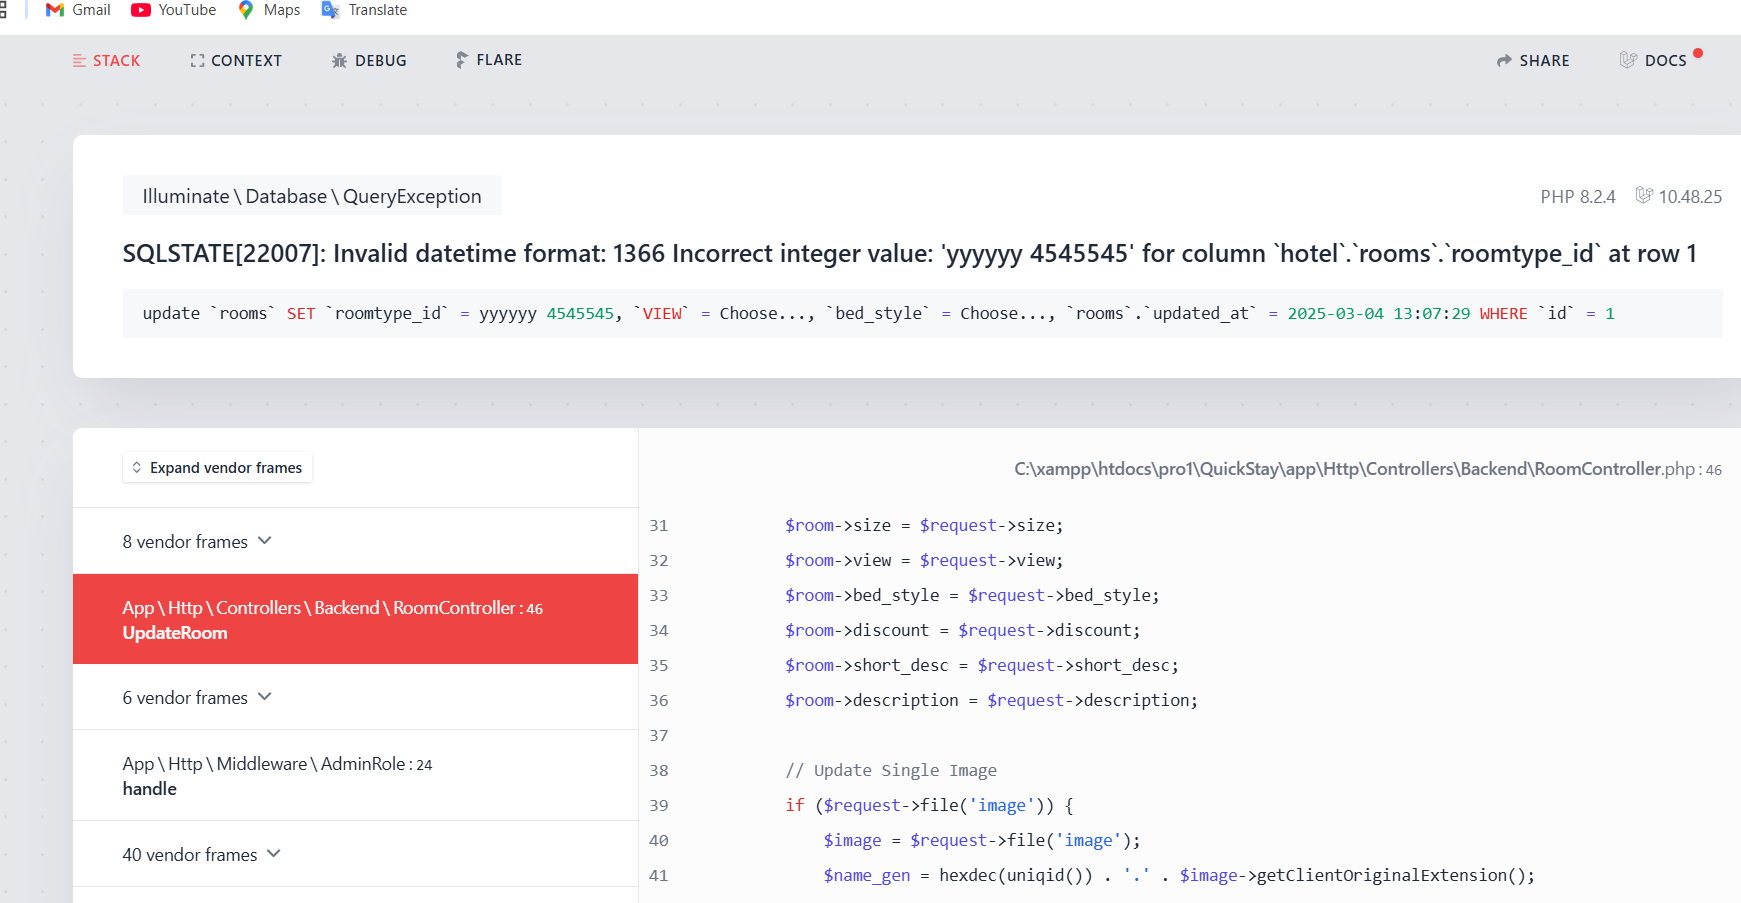 Gmail YouTube Maps Translate
STACK CONTEXT DEBUG FLARE SHARE DOCS
Illuminate \ Database \ QueryException
PHP 8.2.4 10.48.25
SQLSTATE[22007]: Invalid datetime format: 1366 Incorrect integer value: 'yyyyyy 4545545' for column `hotel`.`rooms`.`roomtype_id` at row 1
update `rooms` SET `roomtype_id` = yyyyyy 4545545, `VIEW` = Choose..., `bed_style` = Choose..., `rooms`.`updated_at` = 2025-03-04 13:07:29 WHERE `id` = 1
Expand vendor frames
8 vendor frames
App \ Http \ Controllers \ Backend \ RoomController : 46
UpdateRoom
6 vendor frames
App \ Http \ Middleware \ AdminRole : 24
handle
40 vendor frames
C:\xampp\htdocs\pro1\QuickStay\app\Http\Controllers\Backend\RoomController.php : 46
31 $room->size = $request->size;
32 $room->view = $request->view;
33 $room->bed_style = $request->bed_style;
34 $room->discount = $request->discount;
35 $room->short_desc = $request->short_desc;
36 $room->description = $request->description;
37
38 // Update Single Image
39 if ($request->file('image')) {
40 $image = $request->file('image');
41 $name_gen = hexdec(uniqid()) . '.' . $image->getClientOriginalExtension();